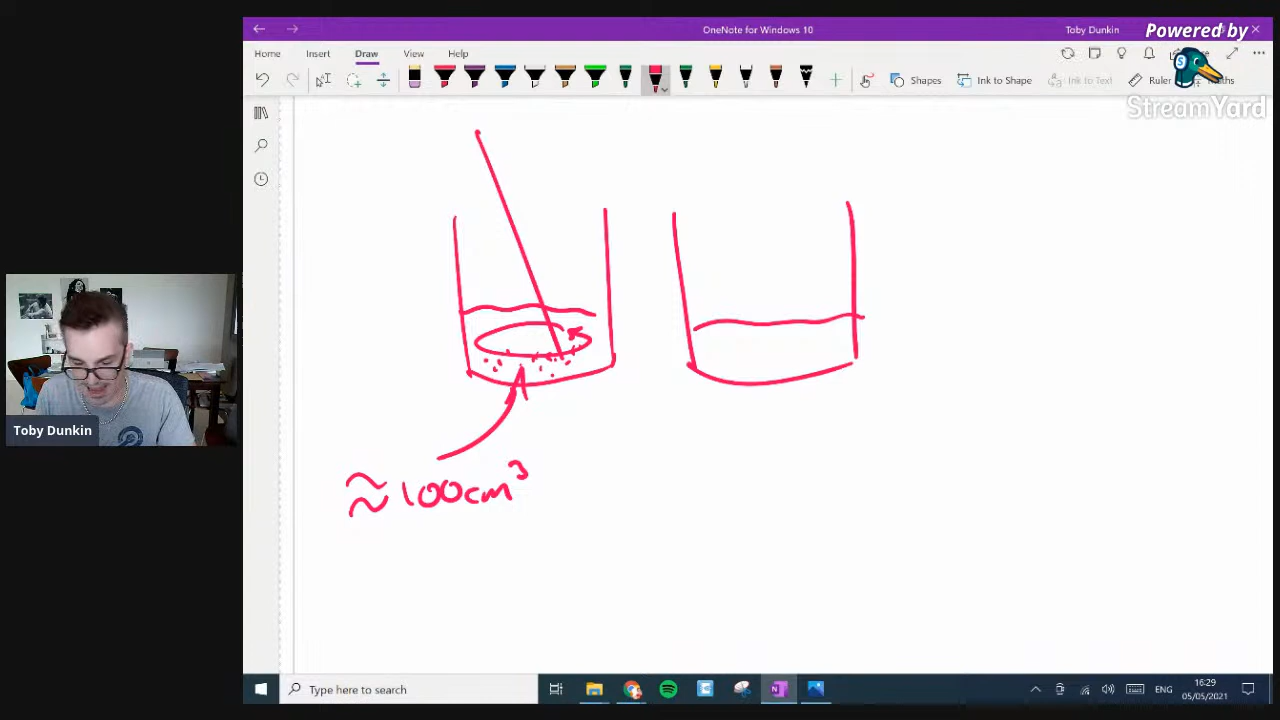 OneNote for Windows 10
Toby Dunkin
Powered by
StreamYard
Home Insert Draw View Help
Shapes Ink to Shape Ink to Text Ruler Maths
≈100cm³
Toby Dunkin
Type here to search
ENG
16:29
05/05/2021